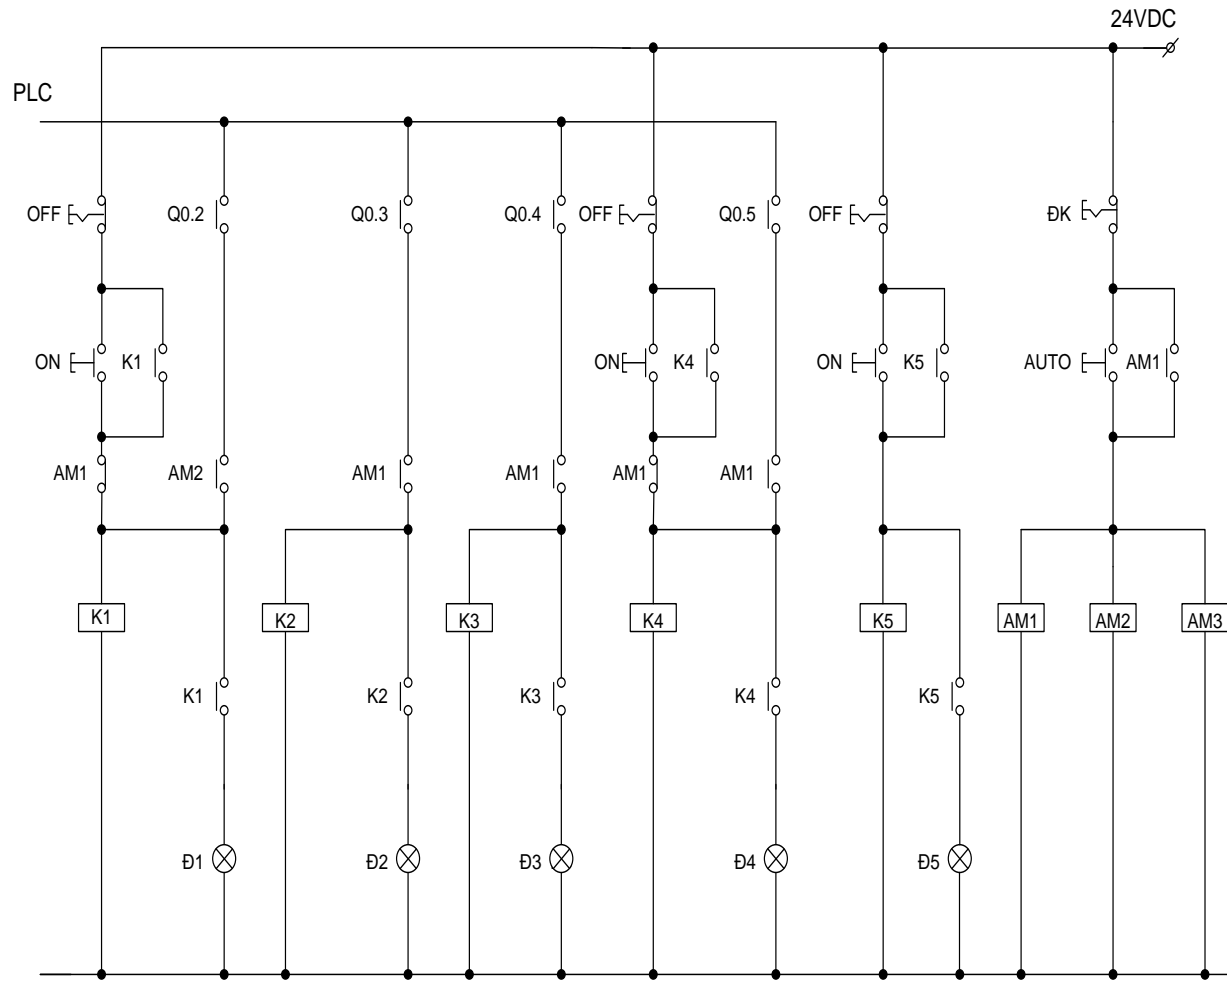 24VDC
PLC
OFF Q0.2 Q0.3 Q0.4 OFF Q0.5 OFF ĐK
ON K1 ON K4 ON K5 AUTO AM1
AM1 AM2 AM1 AM1 AM1 AM1
K1 K2 K3 K4 K5 AM1 AM2 AM3
K1 K2 K3 K4 K5
Đ1 Đ2 Đ3 Đ4 Đ5